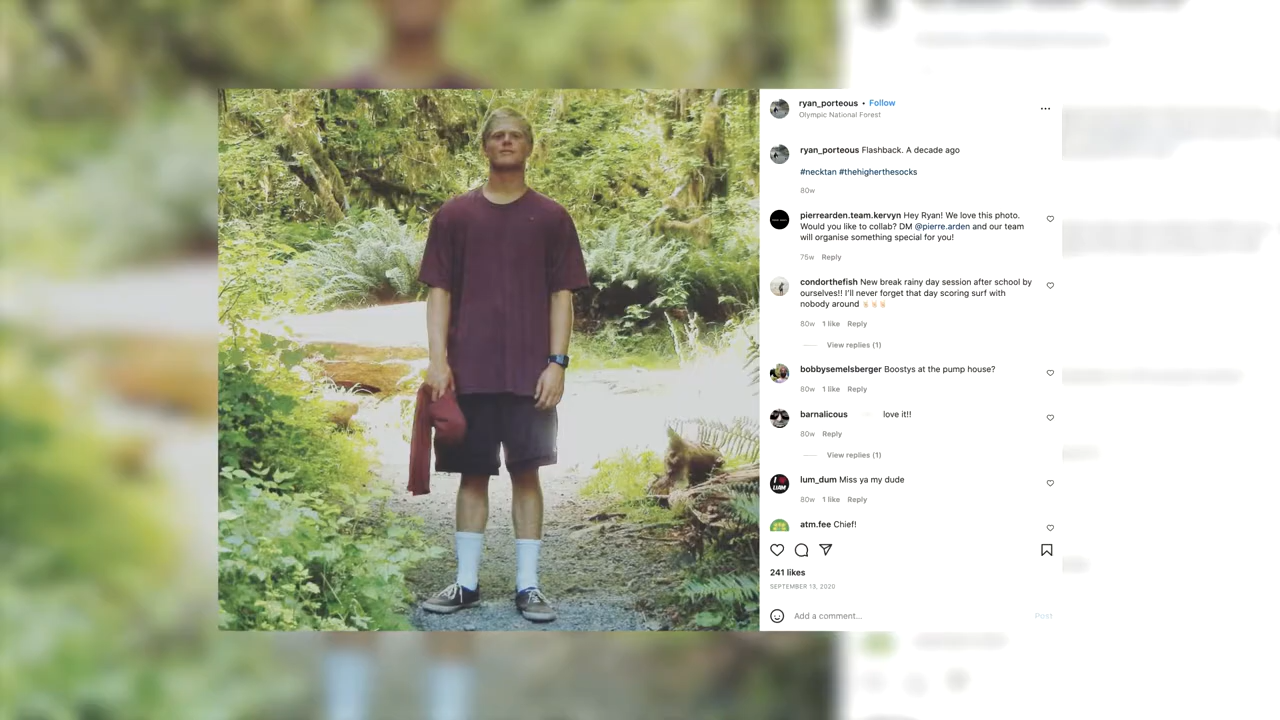 ryan_porteous • Follow
Olympic National Forest
ryan_porteous Flashback. A decade ago
#necktan #thehigherthesocks
80w
pierrearden.team.kervyn Hey Ryan! We love this photo.
Would you like to collab? DM @pierre.arden and our team
will organise something special for you!
75w Reply
condorthefish New break rainy day session after school by
ourselves!! I'll never forget that day scoring surf with
nobody around
80w 1 like Reply
View replies (1)
bobbysemelsberger Boostys at the pump house?
80w 1 like Reply
barnalicous love it!!
80w Reply
View replies (1)
I LIAM
lum_dum Miss ya my dude
80w 1 like Reply
atm.fee Chief!
241 likes
SEPTEMBER 13, 2020
Add a comment... Post